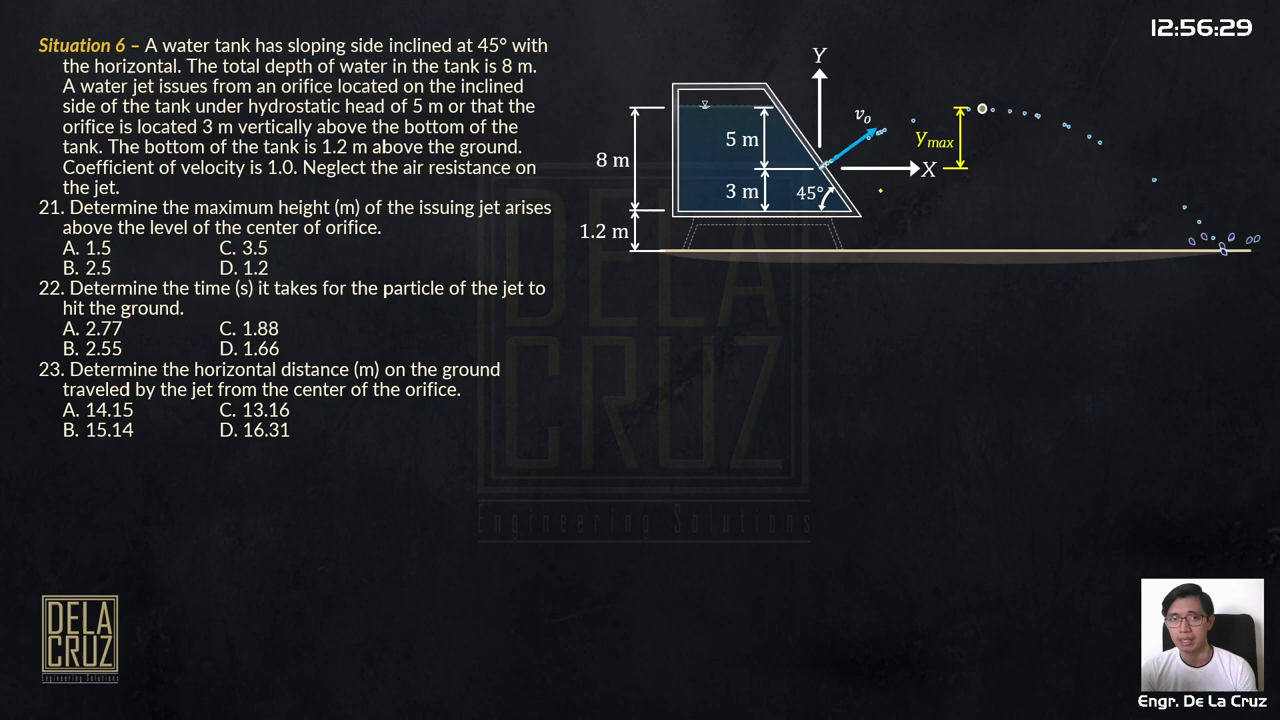 12:56:29
Situation 6 – A water tank has sloping side inclined at 45° with
the horizontal. The total depth of water in the tank is 8 m.
A water jet issues from an orifice located on the inclined
side of the tank under hydrostatic head of 5 m or that the
orifice is located 3 m vertically above the bottom of the
tank. The bottom of the tank is 1.2 m above the ground.
Coefficient of velocity is 1.0. Neglect the air resistance on
the jet.
21. Determine the maximum height (m) of the issuing jet arises
above the level of the center of orifice.
A. 1.5 C. 3.5
B. 2.5 D. 1.2
22. Determine the time (s) it takes for the particle of the jet to
hit the ground.
A. 2.77 C. 1.88
B. 2.55 D. 1.66
23. Determine the horizontal distance (m) on the ground
traveled by the jet from the center of the orifice.
A. 14.15 C. 13.16
B. 15.14 D. 16.31
Y
v₀
5 m
y_max
8 m
X
3 m
45°
1.2 m
DELA
CRUZ
Engineering Solutions
DELA
CRUZ
Engineering Solutions
Engr. De La Cruz